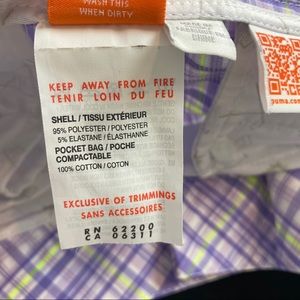 WASH THIS
WHEN DIRTY
KEEP AWAY FROM FIRE
TENIR LOIN DU FEU
SHELL / TISSU EXTÉRIEUR
95% POLYESTER / POLYESTER
5% ELASTANE / ÉLASTHANNE
POCKET BAG / POCHE
COMPACTABLE
100% COTTON / COTON
EXCLUSIVE OF TRIMMINGS
SANS ACCESSOIRES
RN 62200
CA 06311
puma.com